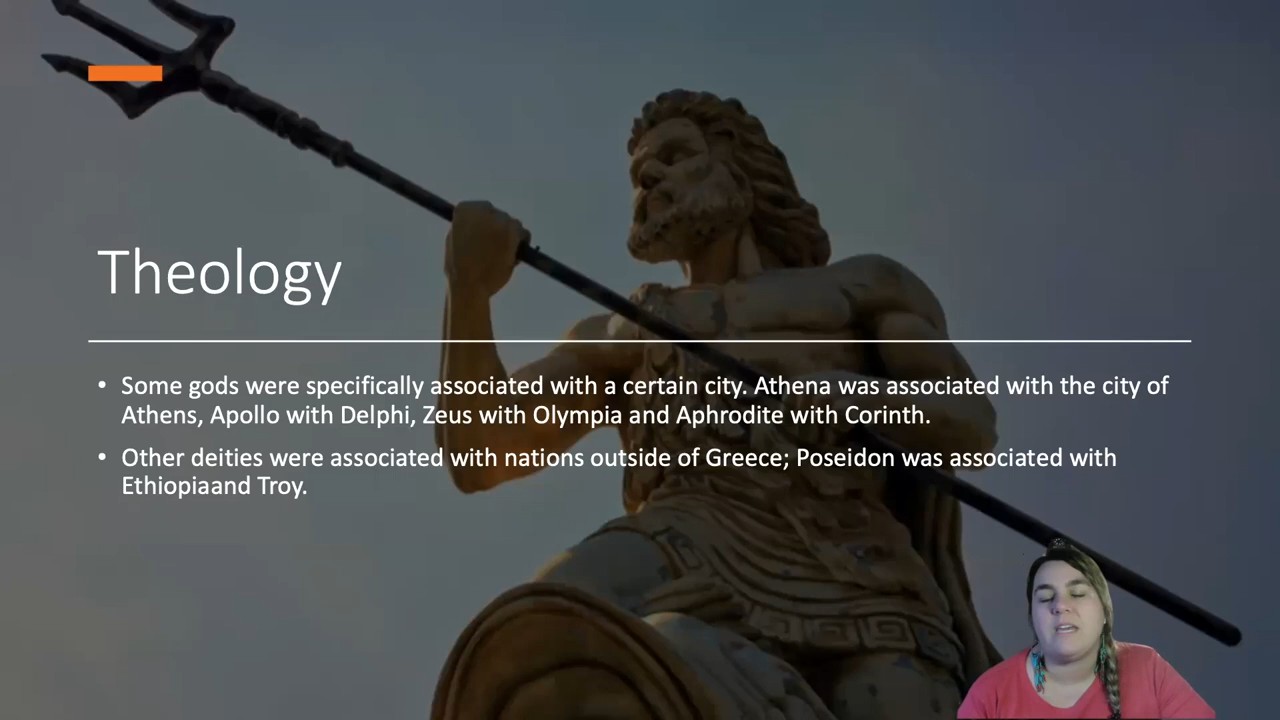 Theology
• Some gods were specifically associated with a certain city. Athena was associated with the city of
Athens, Apollo with Delphi, Zeus with Olympia and Aphrodite with Corinth.
• Other deities were associated with nations outside of Greece; Poseidon was associated with
Ethiopiaand Troy.